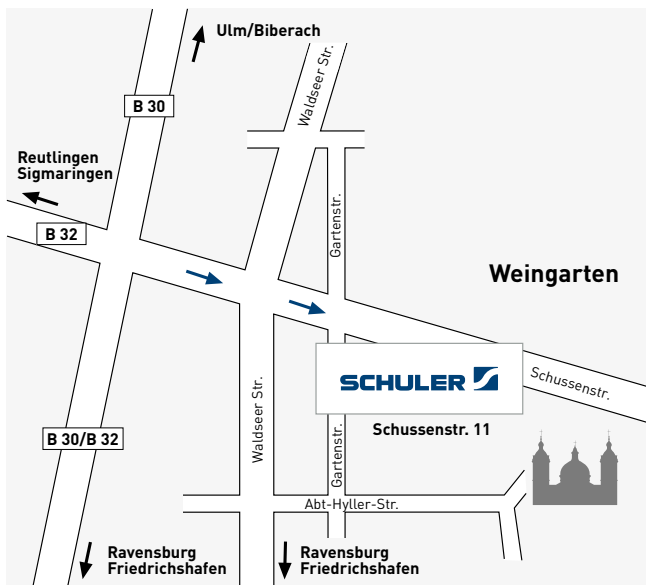 Ulm/Biberach
Waldseer Str.
B 30
Reutlingen
Sigmaringen
B 32
Gartenstr.
Weingarten
SCHULER
Schussenstr.
Schussenstr. 11
Waldseer Str.
Gartenstr.
B 30/B 32
Abt-Hyller-Str.
Ravensburg
Friedrichshafen
Ravensburg
Friedrichshafen